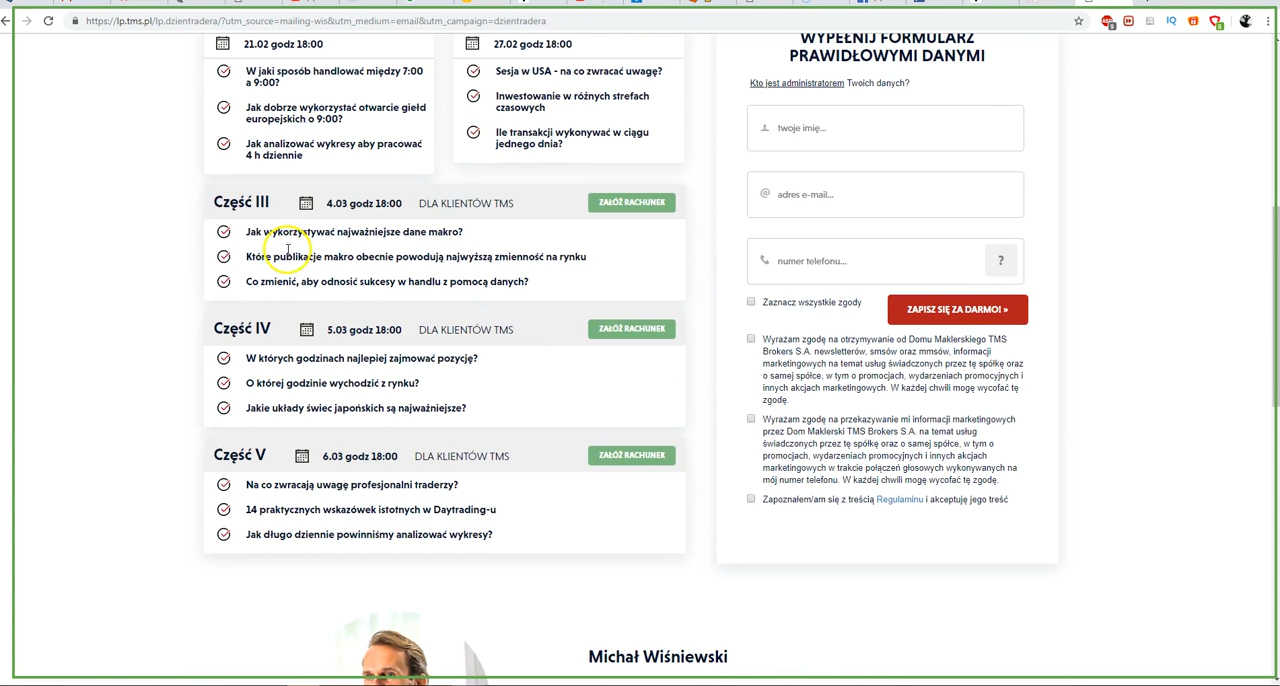 https://lp.tms.pl/lp.dzientradera/?utm_source=mailing-wis&utm_medium=email&utm_campaign=dzientradera
21.02 godz 18:00
W jaki sposób handlować między 7:00
a 9:00?
Jak dobrze wykorzystać otwarcie giełd
europejskich o 9:00?
Jak analizować wykresy aby pracować
4 h dziennie
27.02 godz 18:00
Sesja w USA - na co zwracać uwagę?
Inwestowanie w różnych strefach
czasowych
Ile transakcji wykonywać w ciągu
jednego dnia?
Część III
4.03 godz 18:00
DLA KLIENTÓW TMS
ZAŁÓŻ RACHUNEK
Jak wykorzystywać najważniejsze dane makro?
Które publikacje makro obecnie powodują najwyższą zmienność na rynku
Co zmienić, aby odnosić sukcesy w handlu z pomocą danych?
Część IV
5.03 godz 18:00
DLA KLIENTÓW TMS
ZAŁÓŻ RACHUNEK
W których godzinach najlepiej zajmować pozycję?
O której godzinie wychodzić z rynku?
Jakie układy świec japońskich są najważniejsze?
Część V
6.03 godz 18:00
DLA KLIENTÓW TMS
ZAŁÓŻ RACHUNEK
Na co zwracają uwagę profesjonalni traderzy?
14 praktycznych wskazówek istotnych w Daytrading-u
Jak długo dziennie powinniśmy analizować wykresy?
WYPEŁNIJ FORMULARZ
PRAWIDŁOWYMI DANYMI
Kto jest administratorem Twoich danych?
twoje imię...
@ adres e-mail...
numer telefonu...
?
Zaznacz wszystkie zgody
ZAPISZ SIĘ ZA DARMO! »
Wyrażam zgodę na otrzymywanie od Domu Maklerskiego TMS
Brokers S.A. newsletterów, smsów oraz mmsów, informacji
marketingowych na temat usług świadczonych przez tę spółkę oraz
o samej spółce, w tym o promocjach, wydarzeniach promocyjnych i
innych akcjach marketingowych. W każdej chwili mogę wycofać tę
zgodę.
Wyrażam zgodę na przekazywanie mi informacji marketingowych
przez Dom Maklerski TMS Brokers S.A. na temat usług
świadczonych przez tę spółkę oraz o samej spółce, w tym o
promocjach, wydarzeniach promocyjnych i innych akcjach
marketingowych w trakcie połączeń głosowych wykonywanych na
mój numer telefonu. W każdej chwili mogę wycofać tę zgodę.
Zapoznałem/am się z treścią Regulaminu i akceptuję jego treść
Michał Wiśniewski